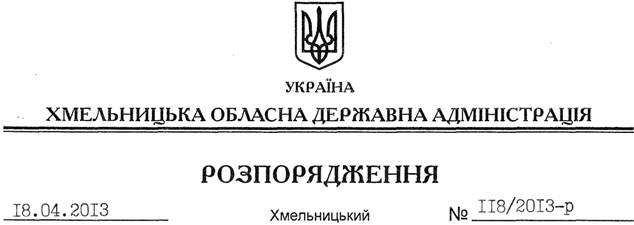 УКРАЇНА
ХМЕЛЬНИЦЬКА ОБЛАСНА ДЕРЖАВНА АДМІНІСТРАЦІЯ
РОЗПОРЯДЖЕННЯ
18.04.2013 Хмельницький № 118/2013-р